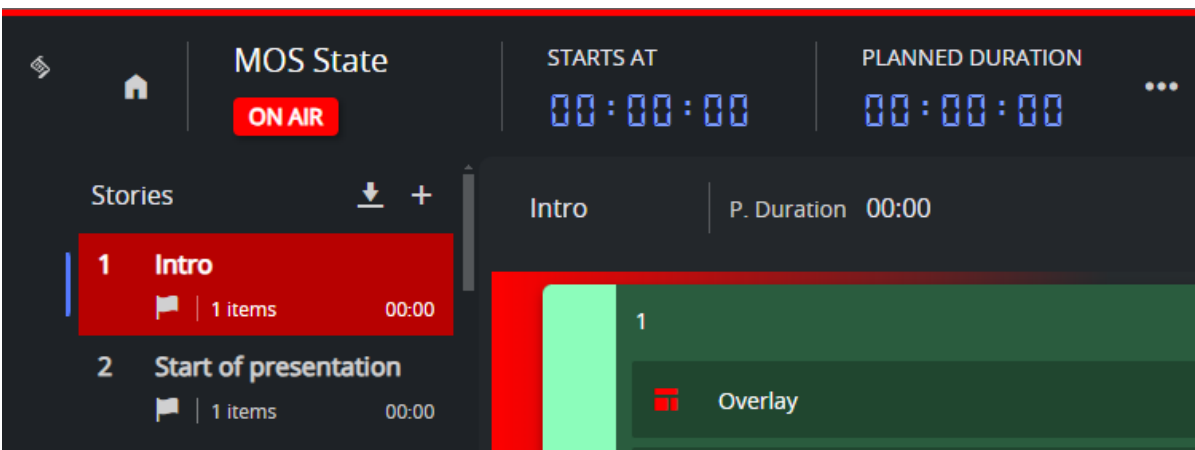 MOS State
ON AIR
STARTS AT
00:00:00
PLANNED DURATION
00:00:00
Stories
1 Intro
1 items 00:00
2 Start of presentation
1 items 00:00
Intro P. Duration 00:00
1
Overlay